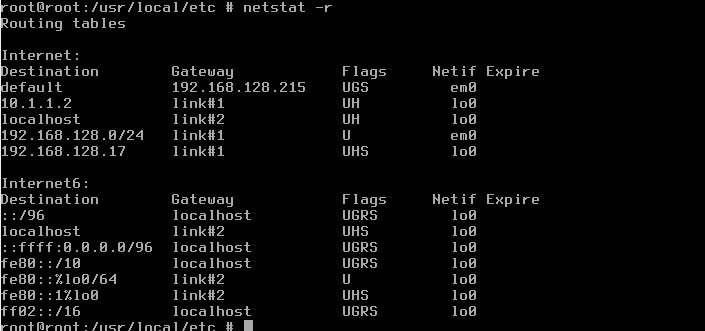 root@root:/usr/local/etc # netstat -r
Routing tables

Internet:
Destination        Gateway            Flags     Netif Expire
default            192.168.128.215    UGS         em0
10.1.1.2           link#1             UH          lo0
localhost          link#2             UH          lo0
192.168.128.0/24   link#1             U           em0
192.168.128.17     link#1             UHS         lo0

Internet6:
Destination        Gateway            Flags     Netif Expire
::/96              localhost          UGRS        lo0
localhost          link#2             UHS         lo0
::ffff:0.0.0.0/96  localhost          UGRS        lo0
fe80::/10          localhost          UGRS        lo0
fe80::%lo0/64      link#2             U           lo0
fe80::1%lo0        link#2             UHS         lo0
ff02::/16          localhost          UGRS        lo0
root@root:/usr/local/etc #